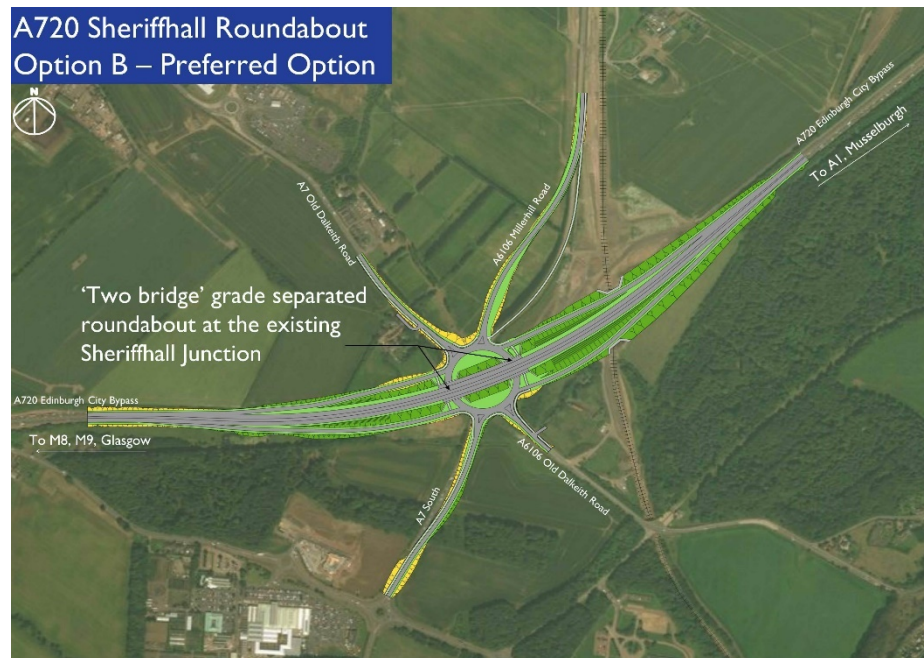 A720 Sheriffhall Roundabout
Option B – Preferred Option
N
A720 Edinburgh City Bypass
To A1, Musselburgh
A6106 Millerhill Road
A7 Old Dalkeith Road
'Two bridge' grade separated
roundabout at the existing
Sheriffhall Junction
A720 Edinburgh City Bypass
To M8, M9, Glasgow
A7 South
A6106 Old Dalkeith Road